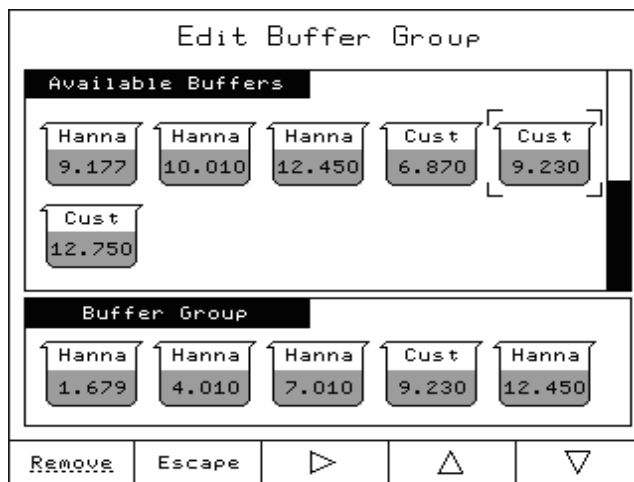 Edit Buffer Group
Available Buffers
Hanna Hanna Hanna Cust Cust
9.177 10.010 12.450 6.870 9.230
Cust
12.750
Buffer Group
Hanna Hanna Hanna Cust Hanna
1.679 4.010 7.010 9.230 12.450
Remove Escape